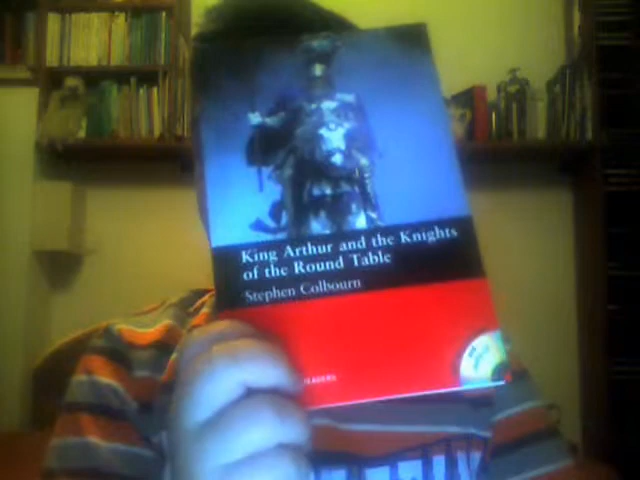 King Arthur and the Knights
of the Round Table
Stephen Colbourn
READERS